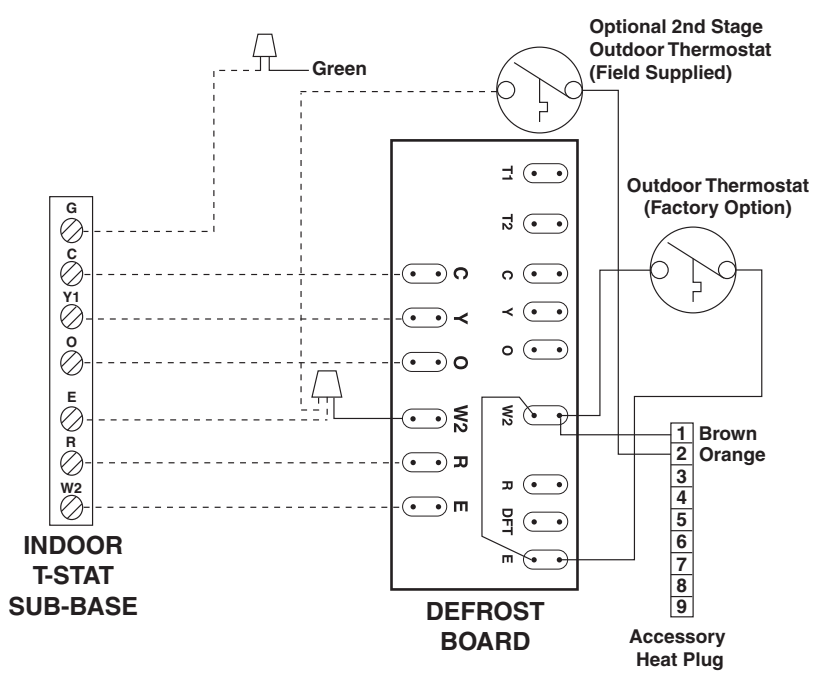 Optional 2nd Stage
Outdoor Thermostat
(Field Supplied)
Green
Outdoor Thermostat
(Factory Option)
G
C
Y1
O
E
R
W2
INDOOR
T-STAT
SUB-BASE
C
Y
O
W2
R
E
T1
T2
C
Y
O
W2
R
DFT
E
DEFROST
BOARD
1 Brown
2 Orange
3
4
5
6
7
8
9
Accessory
Heat Plug